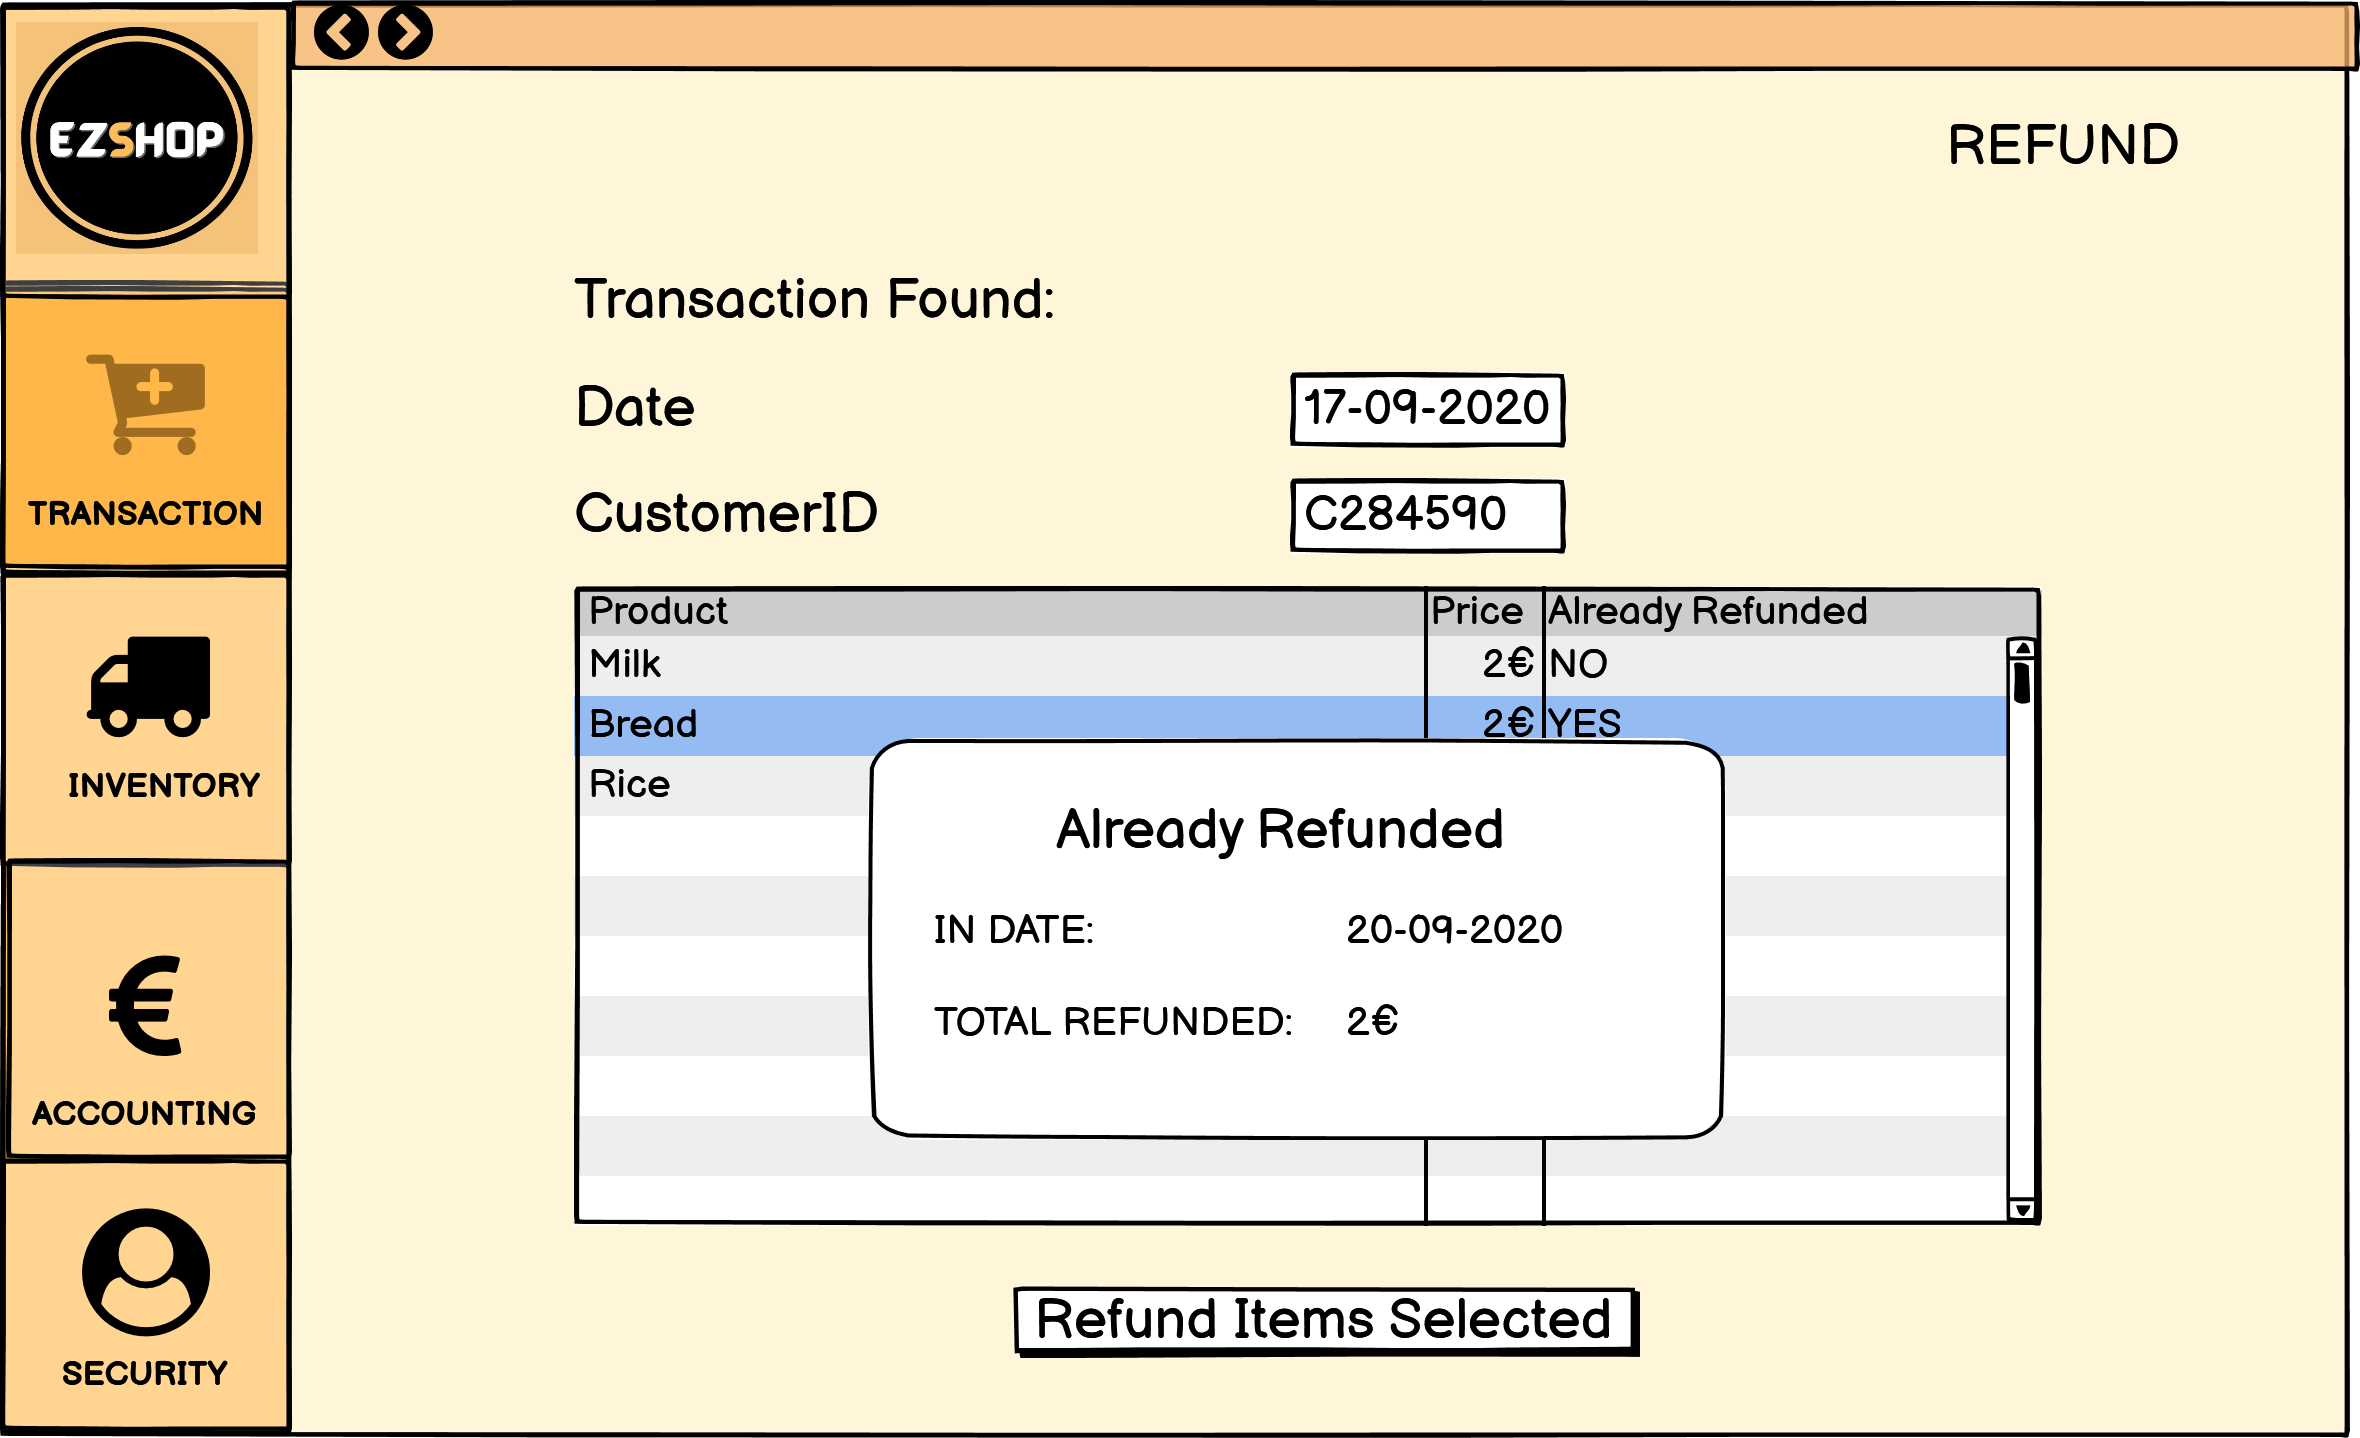 EZSHOP
REFUND
Transaction Found:
Date 17-09-2020
CustomerID C284590
TRANSACTION
INVENTORY
ACCOUNTING
SECURITY
Product Price Already Refunded
Milk 2€ NO
Bread 2€ YES
Rice
Already Refunded
IN DATE: 20-09-2020
TOTAL REFUNDED: 2€
Refund Items Selected